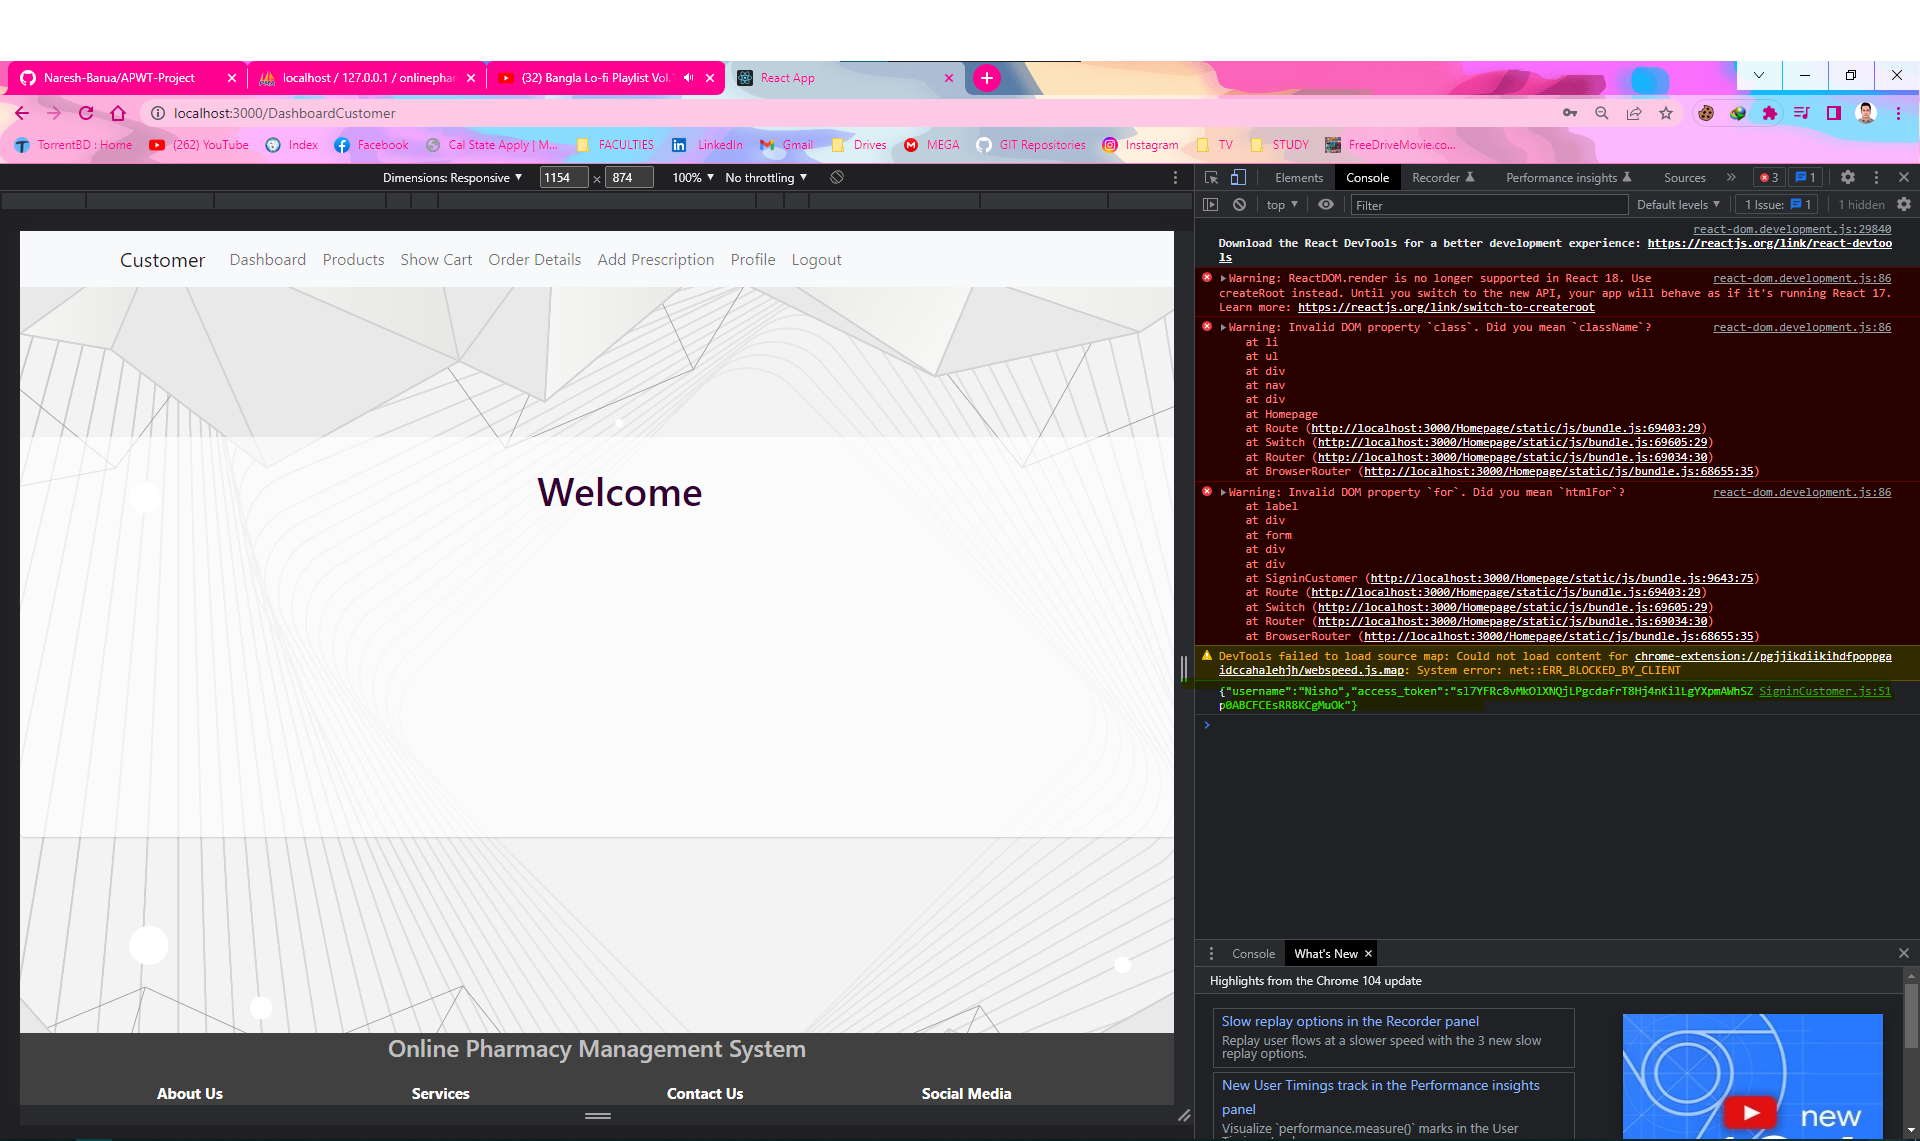 Naresh-Barua/APWT-Project
localhost / 127.0.0.1 / onlinephar
(32) Bangla Lo-fi Playlist Vol.
React App
localhost:3000/DashboardCustomer
TorrentBD : Home
(262) YouTube
Index
Facebook
Cal State Apply | M...
FACULTIES
LinkedIn
Gmail
Drives
MEGA
GIT Repositories
Instagram
TV
STUDY
FreeDriveMovie.co...
Dimensions: Responsive 1154 × 874 100% No throttling
Customer Dashboard Products Show Cart Order Details Add Prescription Profile Logout
Welcome
Online Pharmacy Management System
About Us Services Contact Us Social Media
Elements Console Recorder Performance insights Sources » 3 1
top Filter Default levels 1 Issue: 1 1 hidden
react-dom.development.js:29840
Download the React DevTools for a better development experience: https://reactjs.org/link/react-devtoo
ls
Warning: ReactDOM.render is no longer supported in React 18. Use react-dom.development.js:86
createRoot instead. Until you switch to the new API, your app will behave as if it's running React 17.
Learn more: https://reactjs.org/link/switch-to-createroot
Warning: Invalid DOM property `class`. Did you mean `className`? react-dom.development.js:86
at li
at ul
at div
at nav
at div
at Homepage
at Route (http://localhost:3000/Homepage/static/js/bundle.js:69403:29)
at Switch (http://localhost:3000/Homepage/static/js/bundle.js:69605:29)
at Router (http://localhost:3000/Homepage/static/js/bundle.js:69034:30)
at BrowserRouter (http://localhost:3000/Homepage/static/js/bundle.js:68655:35)
Warning: Invalid DOM property `for`. Did you mean `htmlFor`? react-dom.development.js:86
at label
at div
at form
at div
at div
at SigninCustomer (http://localhost:3000/Homepage/static/js/bundle.js:9643:75)
at Route (http://localhost:3000/Homepage/static/js/bundle.js:69403:29)
at Switch (http://localhost:3000/Homepage/static/js/bundle.js:69605:29)
at Router (http://localhost:3000/Homepage/static/js/bundle.js:69034:30)
at BrowserRouter (http://localhost:3000/Homepage/static/js/bundle.js:68655:35)
DevTools failed to load source map: Could not load content for chrome-extension://pgjjikdiikihdfpoppga
idccahalehjh/webspeed.js.map: System error: net::ERR_BLOCKED_BY_CLIENT
{"username":"Nisho","access_token":"sl7YFRc8vMkOlXNQjLPgcdafrT8Hj4nKilLgYXpmAWhSZ SigninCustomer.js:51
p0ABCFCEsRR8KCgMuOk"}
Console What's New
Highlights from the Chrome 104 update
Slow replay options in the Recorder panel
Replay user flows at a slower speed with the 3 new slow
replay options.
New User Timings track in the Performance insights
panel
Visualize `performance.measure()` marks in the User
new